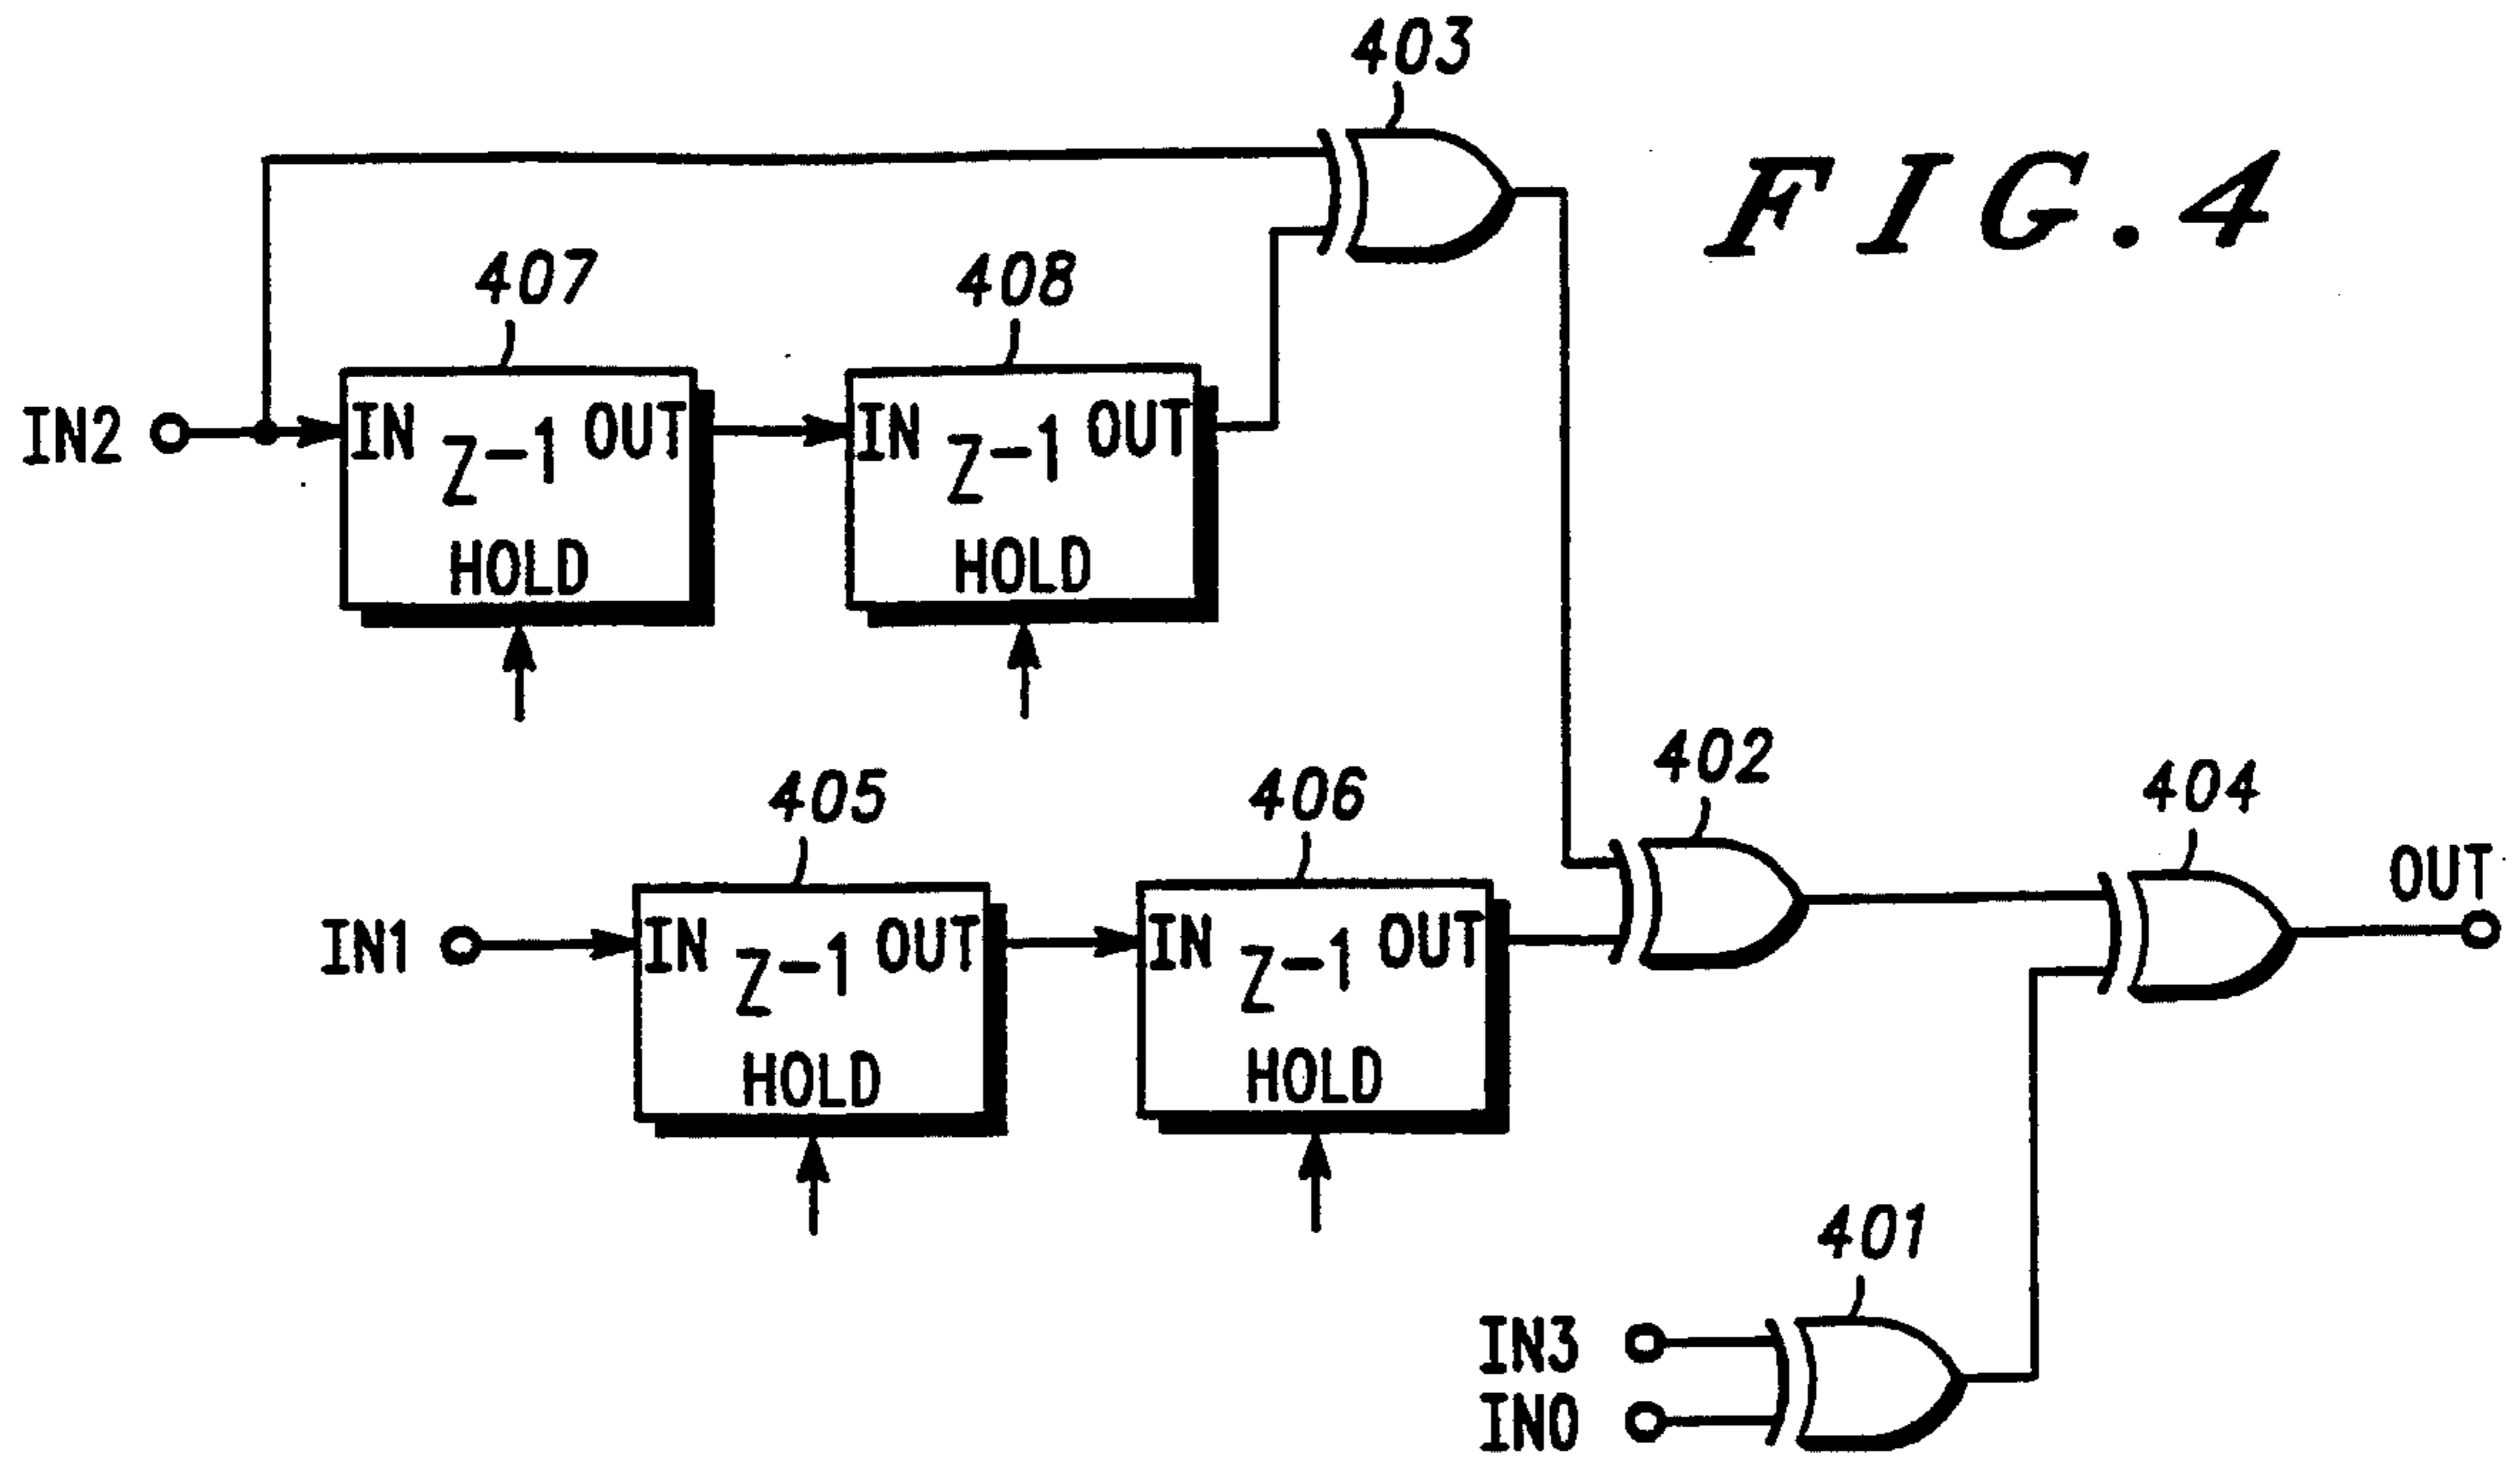 403
FIG.4
407
408
IN2
IN Z-1 OUT
HOLD
IN Z-1 OUT
HOLD
402
404
405
406
OUT
IN1
IN Z-1 OUT
HOLD
IN Z-1 OUT
HOLD
401
IN3
IN0